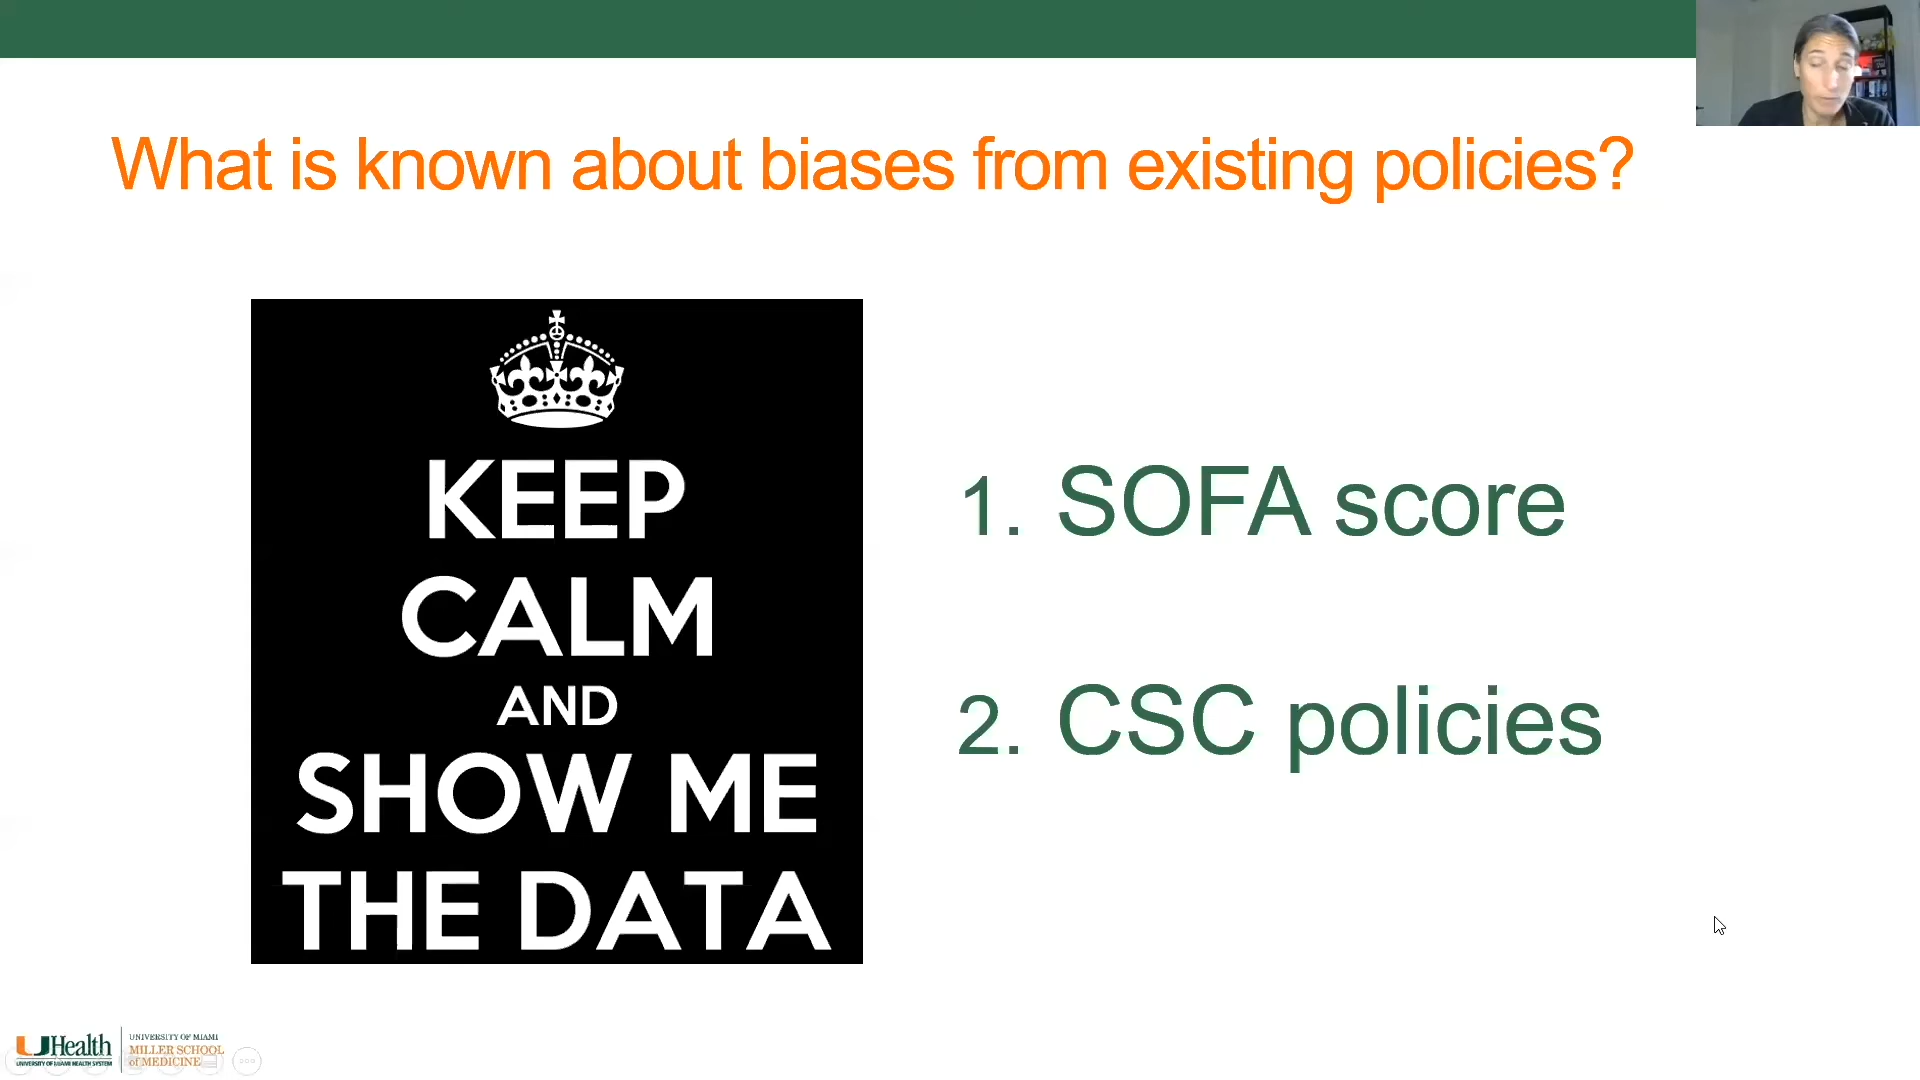 What is known about biases from existing policies?
KEEP
CALM
AND
SHOW ME
THE DATA
1. SOFA score
2. CSC policies
UHealth
UNIVERSITY OF MIAMI HEALTH SYSTEM
UNIVERSITY OF MIAMI
MILLER SCHOOL
of MEDICINE